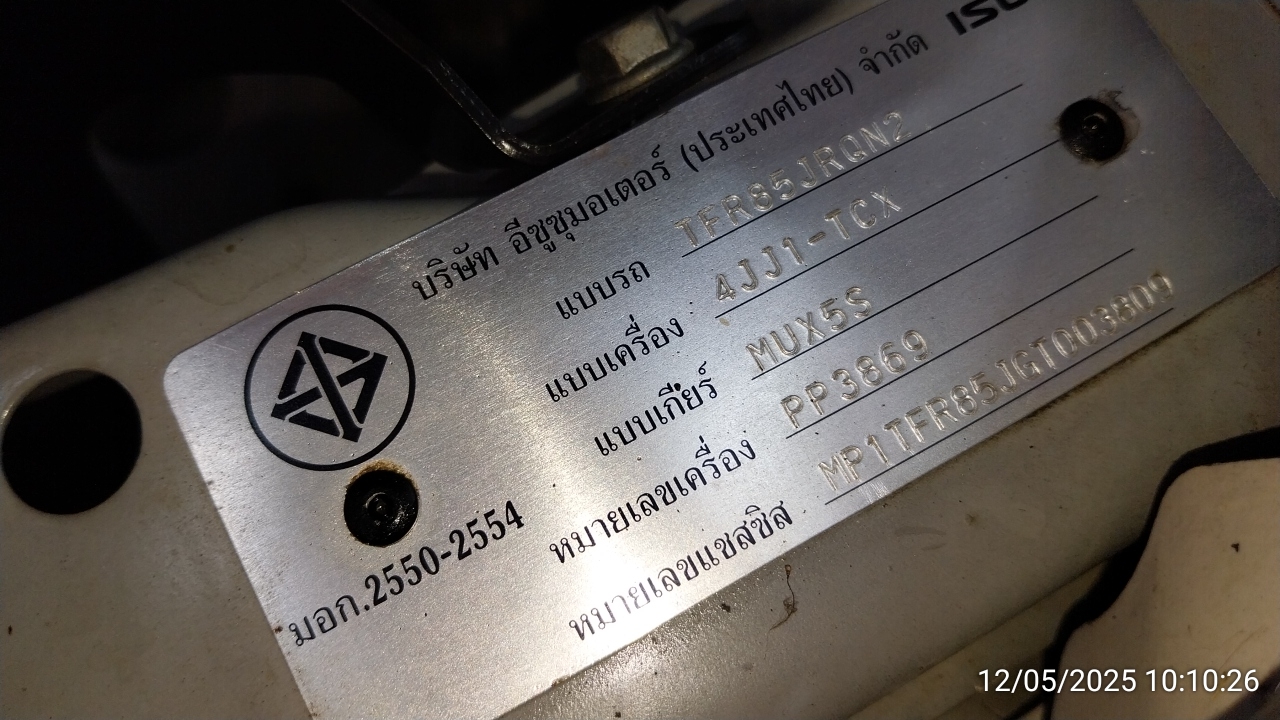 บริษัท อีซูซุมอเตอร์ (ประเทศไทย) จำกัด
แบบรถ TFR85JRQN2
แบบเครื่อง 4JJ1-TCX
แบบเกียร์ MUX5S
หมายเลขเครื่อง PP3869
หมายเลขแชสซิส MP1TFR85JGT003809
มอก.2550-2554
12/05/2025 10:10:26